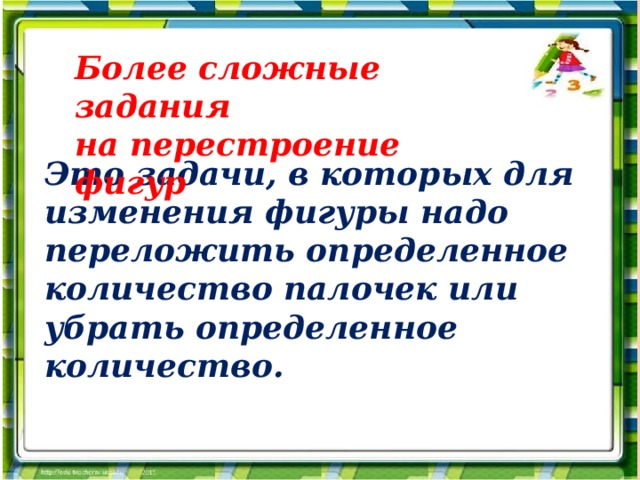 Более сложные
задания
на перестроение
фигур
Это задачи, в которых для
изменения фигуры надо
переложить определенное
количество палочек или
убрать определенное
количество.